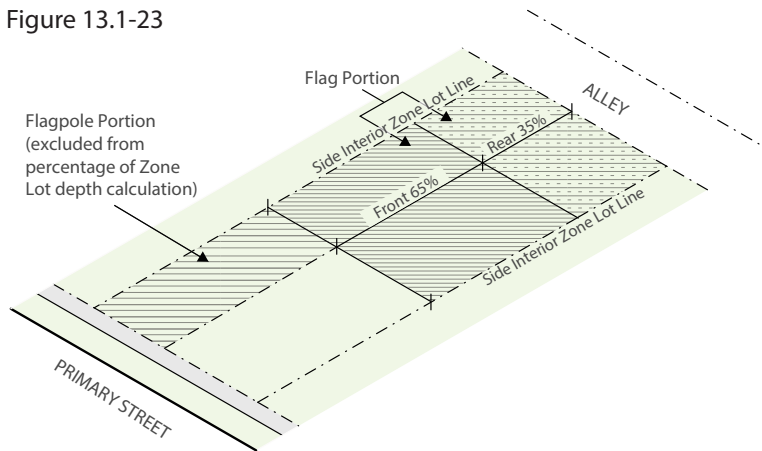 Figure 13.1-23
Flag Portion
ALLEY
Flagpole Portion
(excluded from
percentage of Zone
Lot depth calculation)
Side Interior Zone Lot Line
Rear 35%
Front 65%
Side Interior Zone Lot Line
PRIMARY STREET